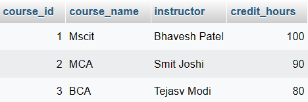 course_id course_name instructor credit_hours
1 Mscit Bhavesh Patel 100
2 MCA Smit Joshi 90
3 BCA Tejasv Modi 80